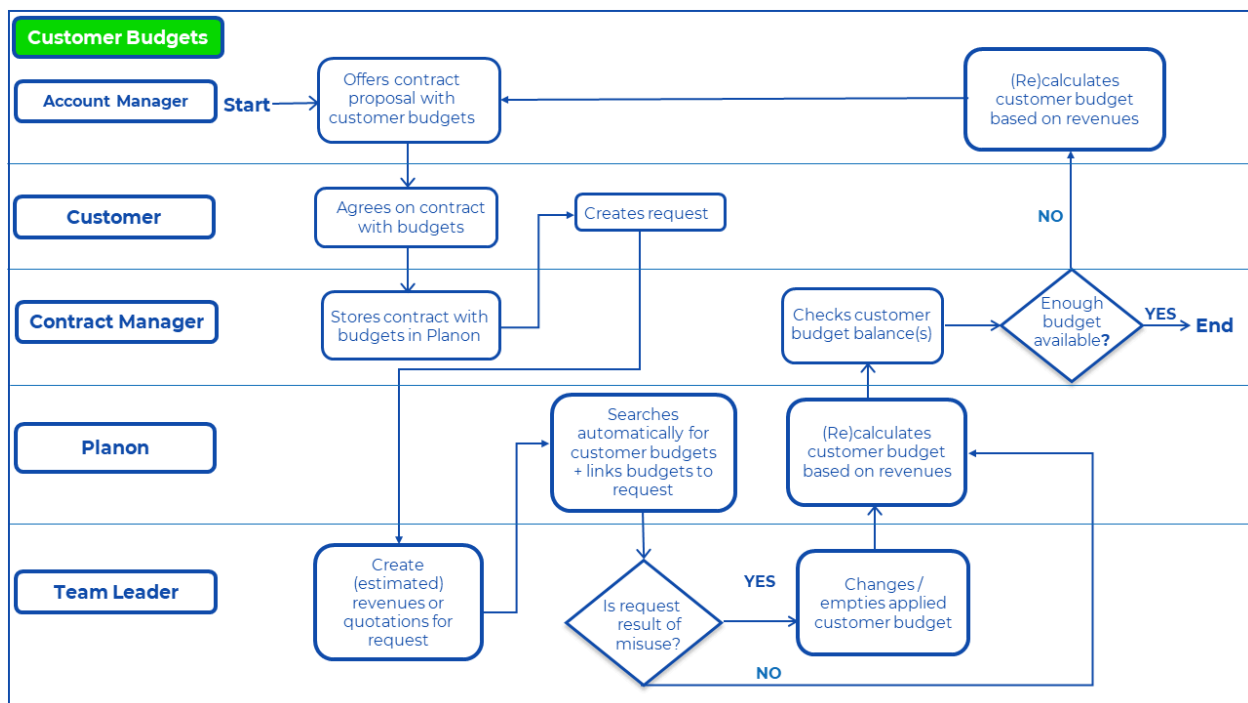 Customer Budgets
Account Manager
Start
Offers contract
proposal with
customer budgets
(Re)calculates
customer budget
based on revenues
Customer
Agrees on contract
with budgets
Creates request
NO
Contract Manager
Stores contract with
budgets in Planon
Checks customer
budget balance(s)
Enough
budget
available?
YES
End
Planon
Searches
automatically for
customer budgets
+ links budgets to
request
(Re)calculates
customer budget
based on revenues
Team Leader
Create
(estimated)
revenues or
quotations for
request
Is request
result of
misuse?
YES
Changes /
empties applied
customer budget
NO